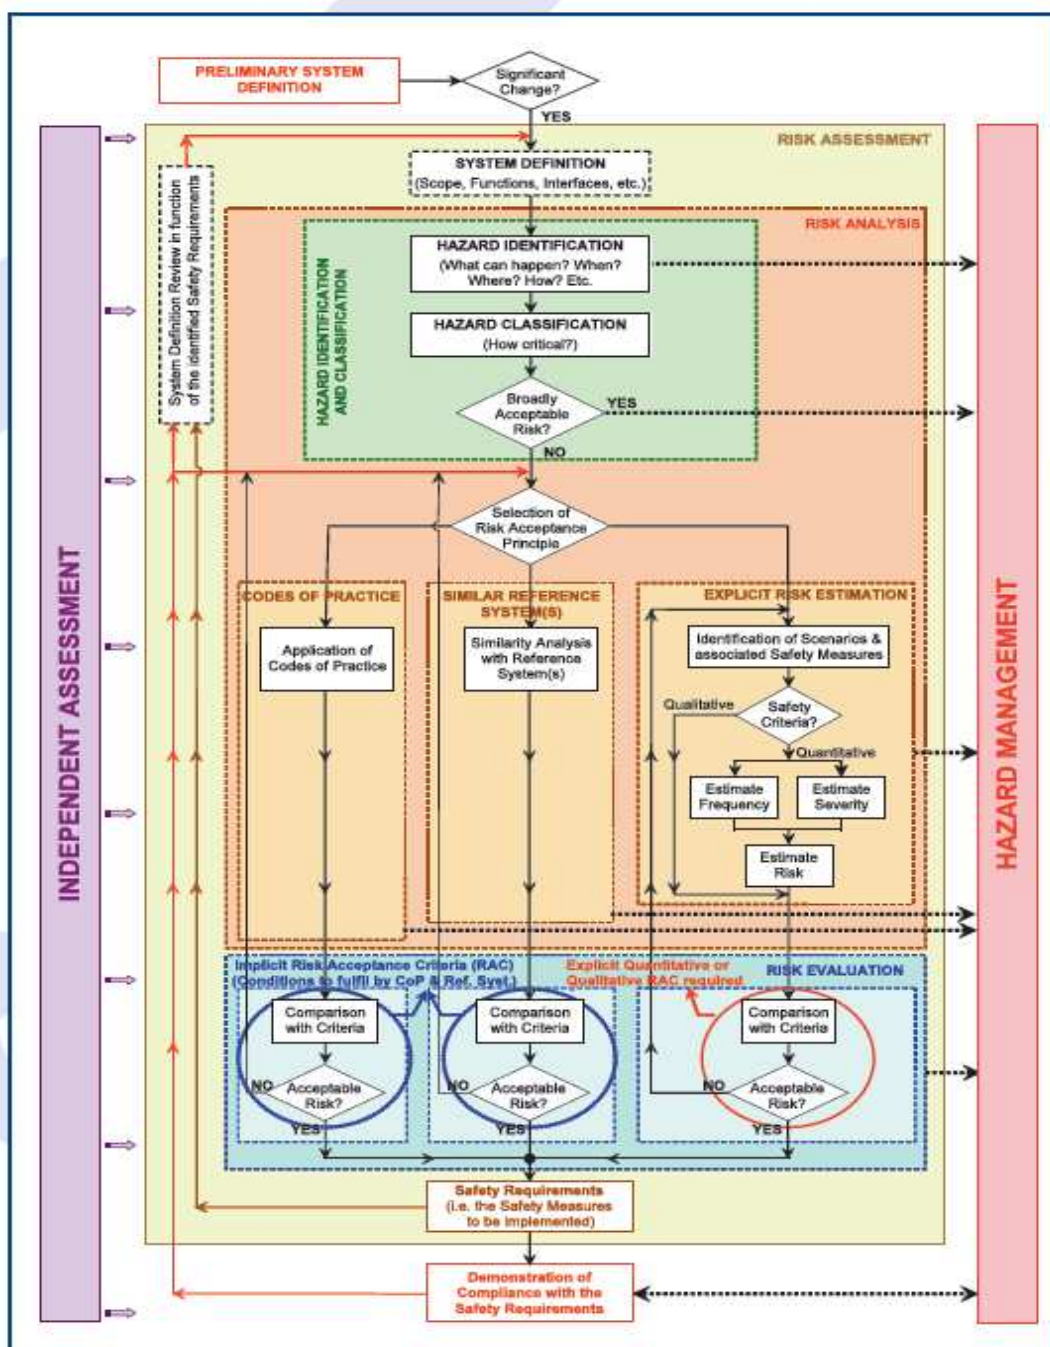 PRELIMINARY SYSTEM
DEFINITION
Significant
Change?
YES
RISK ASSESSMENT
SYSTEM DEFINITION
(Scope, Functions, Interfaces, etc.)
System Definition Review in function
of the identified Safety Requirements
RISK ANALYSIS
HAZARD IDENTIFICATION
AND CLASSIFICATION
HAZARD IDENTIFICATION
(What can happen? When?
Where? How? Etc.
HAZARD CLASSIFICATION
(How critical?)
Broadly
Acceptable
Risk?
YES
NO
Selection of
Risk Acceptance
Principle
CODES OF PRACTICE
Application of
Codes of Practice
SIMILAR REFERENCE
SYSTEM(S)
Similarity Analysis
with Reference
System(s)
EXPLICIT RISK ESTIMATION
Identification of Scenarios &
associated Safety Measures
Qualitative
Safety
Criteria?
Quantitative
Estimate
Frequency
Estimate
Severity
Estimate
Risk
INDEPENDENT ASSESSMENT
HAZARD MANAGEMENT
Implicit Risk Acceptance Criteria (RAC)
(Conditions to fulfil by CoP & Ref. Syst.)
Explicit Quantitative or
Qualitative RAC required
RISK EVALUATION
Comparison
with Criteria
Acceptable
Risk?
NO
YES
Comparison
with Criteria
Acceptable
Risk?
NO
YES
Comparison
with Criteria
Acceptable
Risk?
NO
YES
Safety Requirements
(i.e. the Safety Measures
to be implemented)
Demonstration of
Compliance with the
Safety Requirements